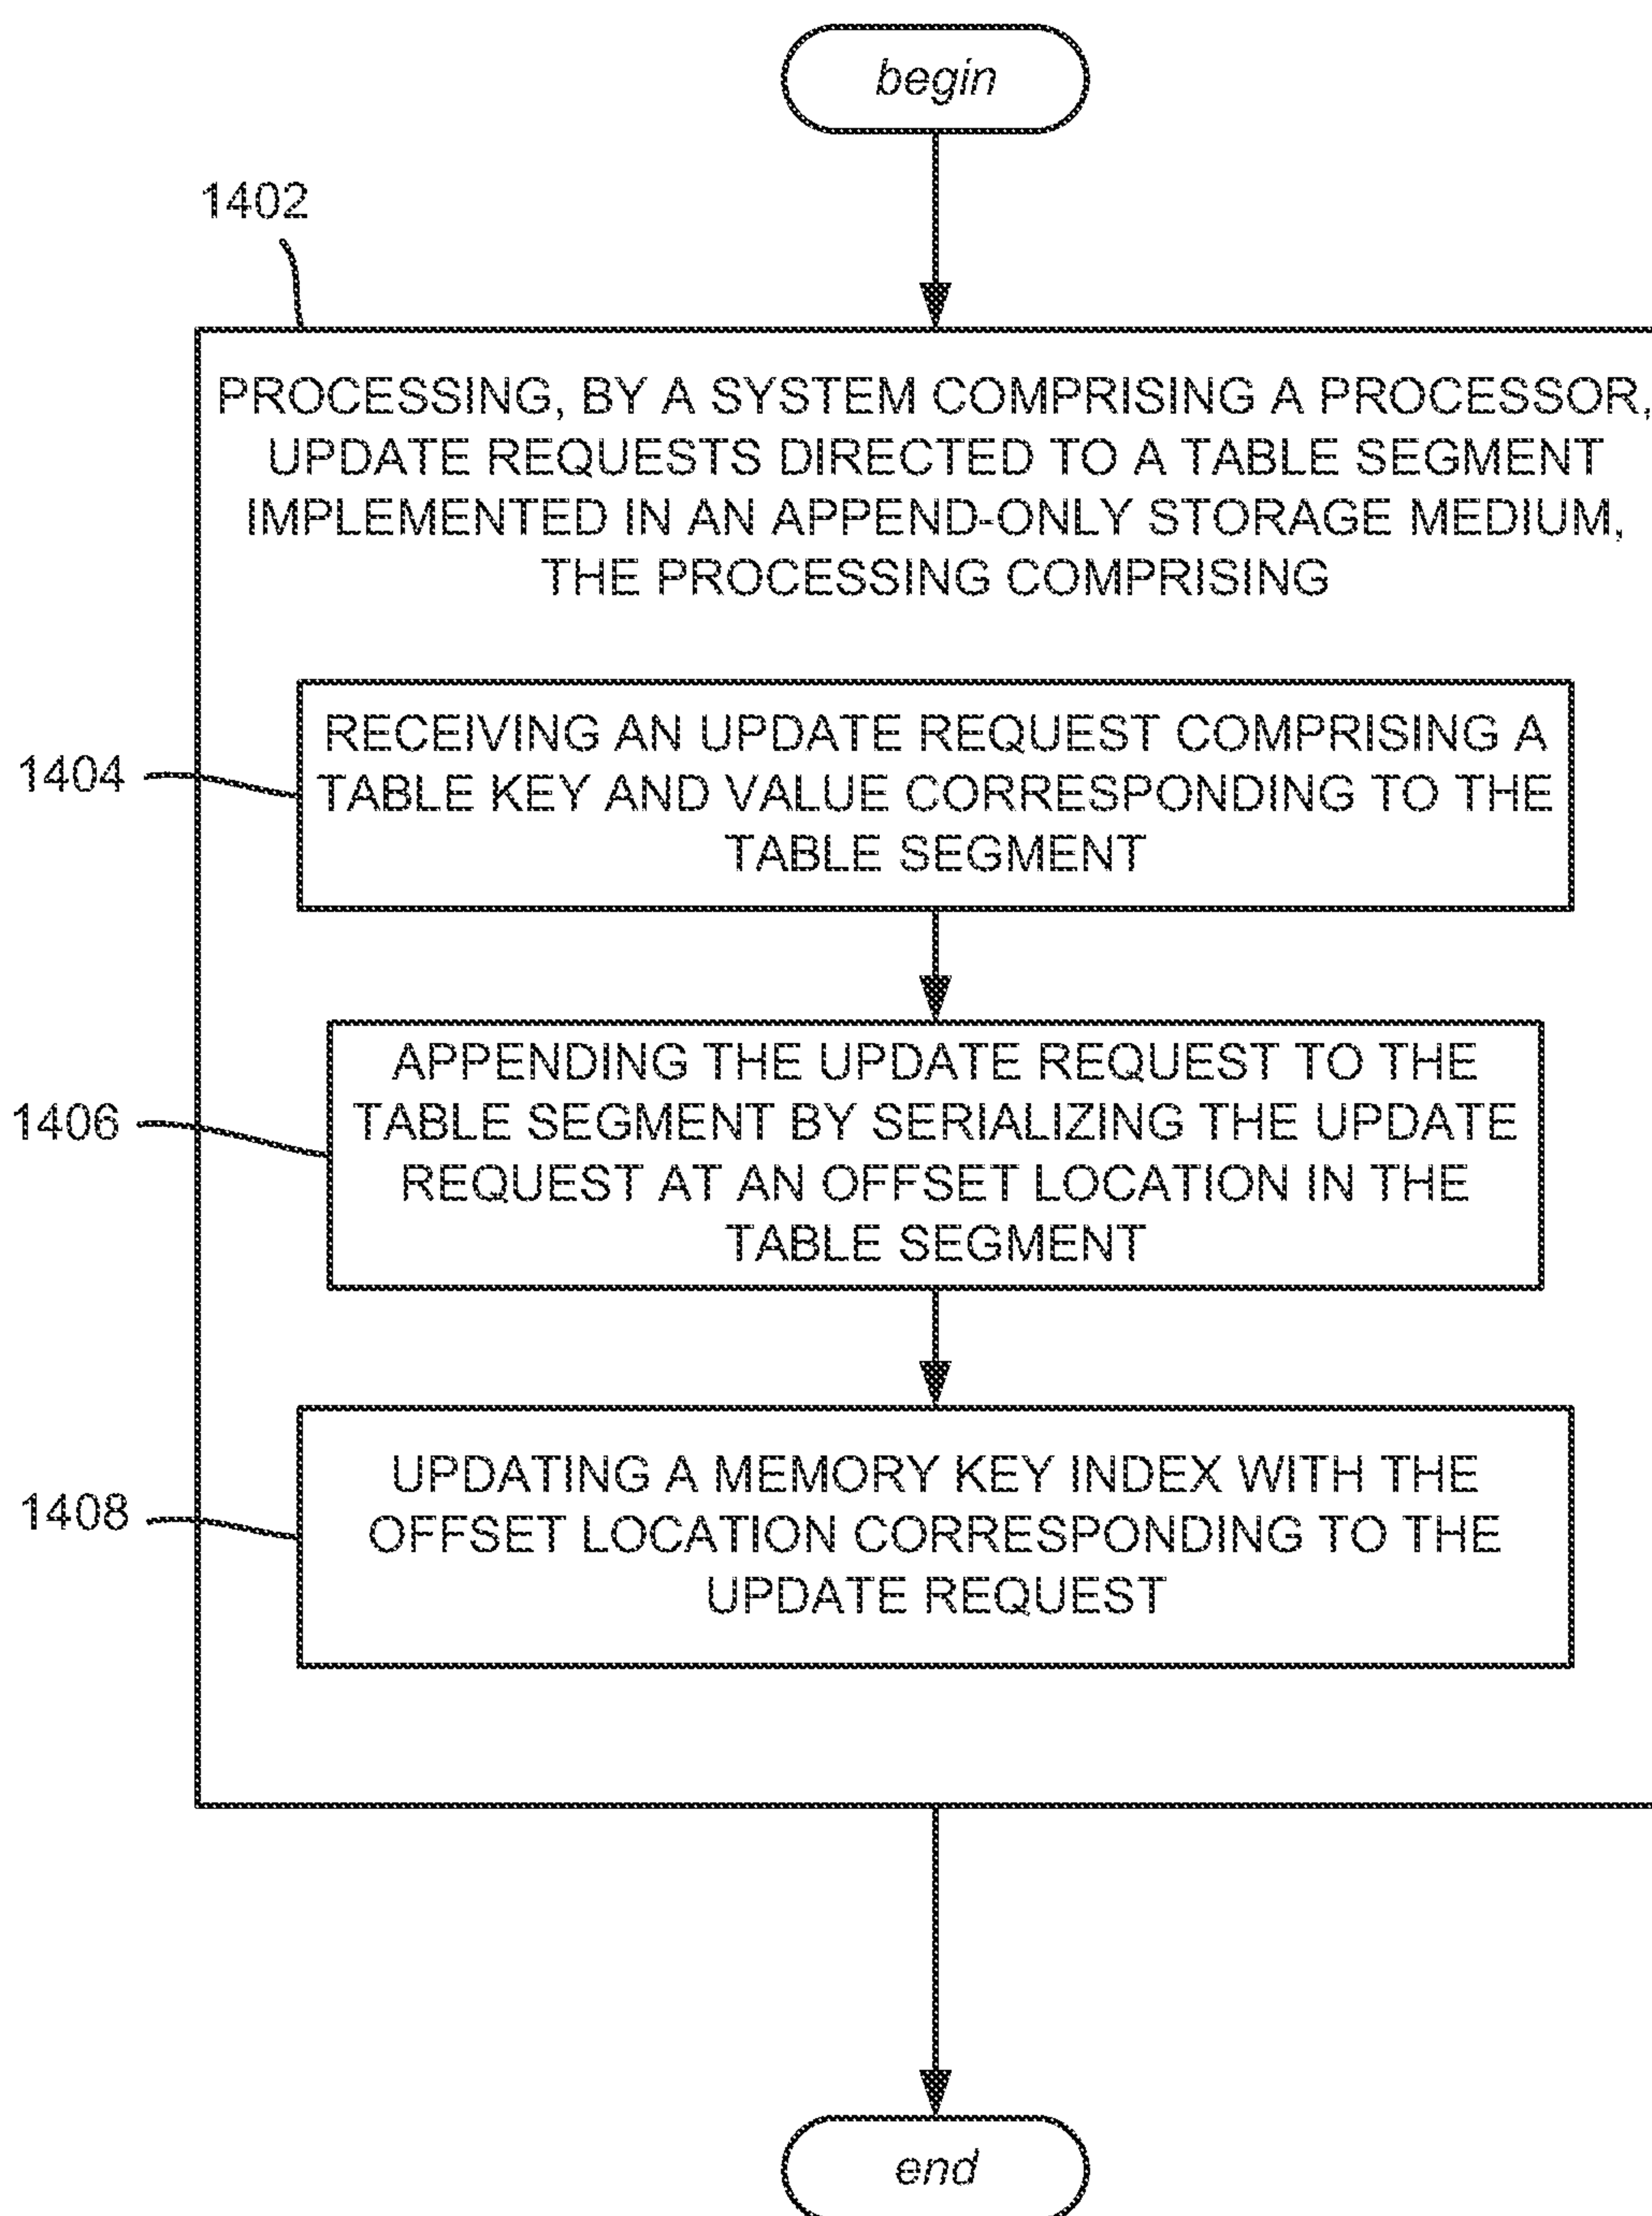 begin
1402
PROCESSING, BY A SYSTEM COMPRISING A PROCESSOR,
UPDATE REQUESTS DIRECTED TO A TABLE SEGMENT
IMPLEMENTED IN AN APPEND-ONLY STORAGE MEDIUM,
THE PROCESSING COMPRISING
1404
RECEIVING AN UPDATE REQUEST COMPRISING A
TABLE KEY AND VALUE CORRESPONDING TO THE
TABLE SEGMENT
1406
APPENDING THE UPDATE REQUEST TO THE
TABLE SEGMENT BY SERIALIZING THE UPDATE
REQUEST AT AN OFFSET LOCATION IN THE
TABLE SEGMENT
1408
UPDATING A MEMORY KEY INDEX WITH THE
OFFSET LOCATION CORRESPONDING TO THE
UPDATE REQUEST
end